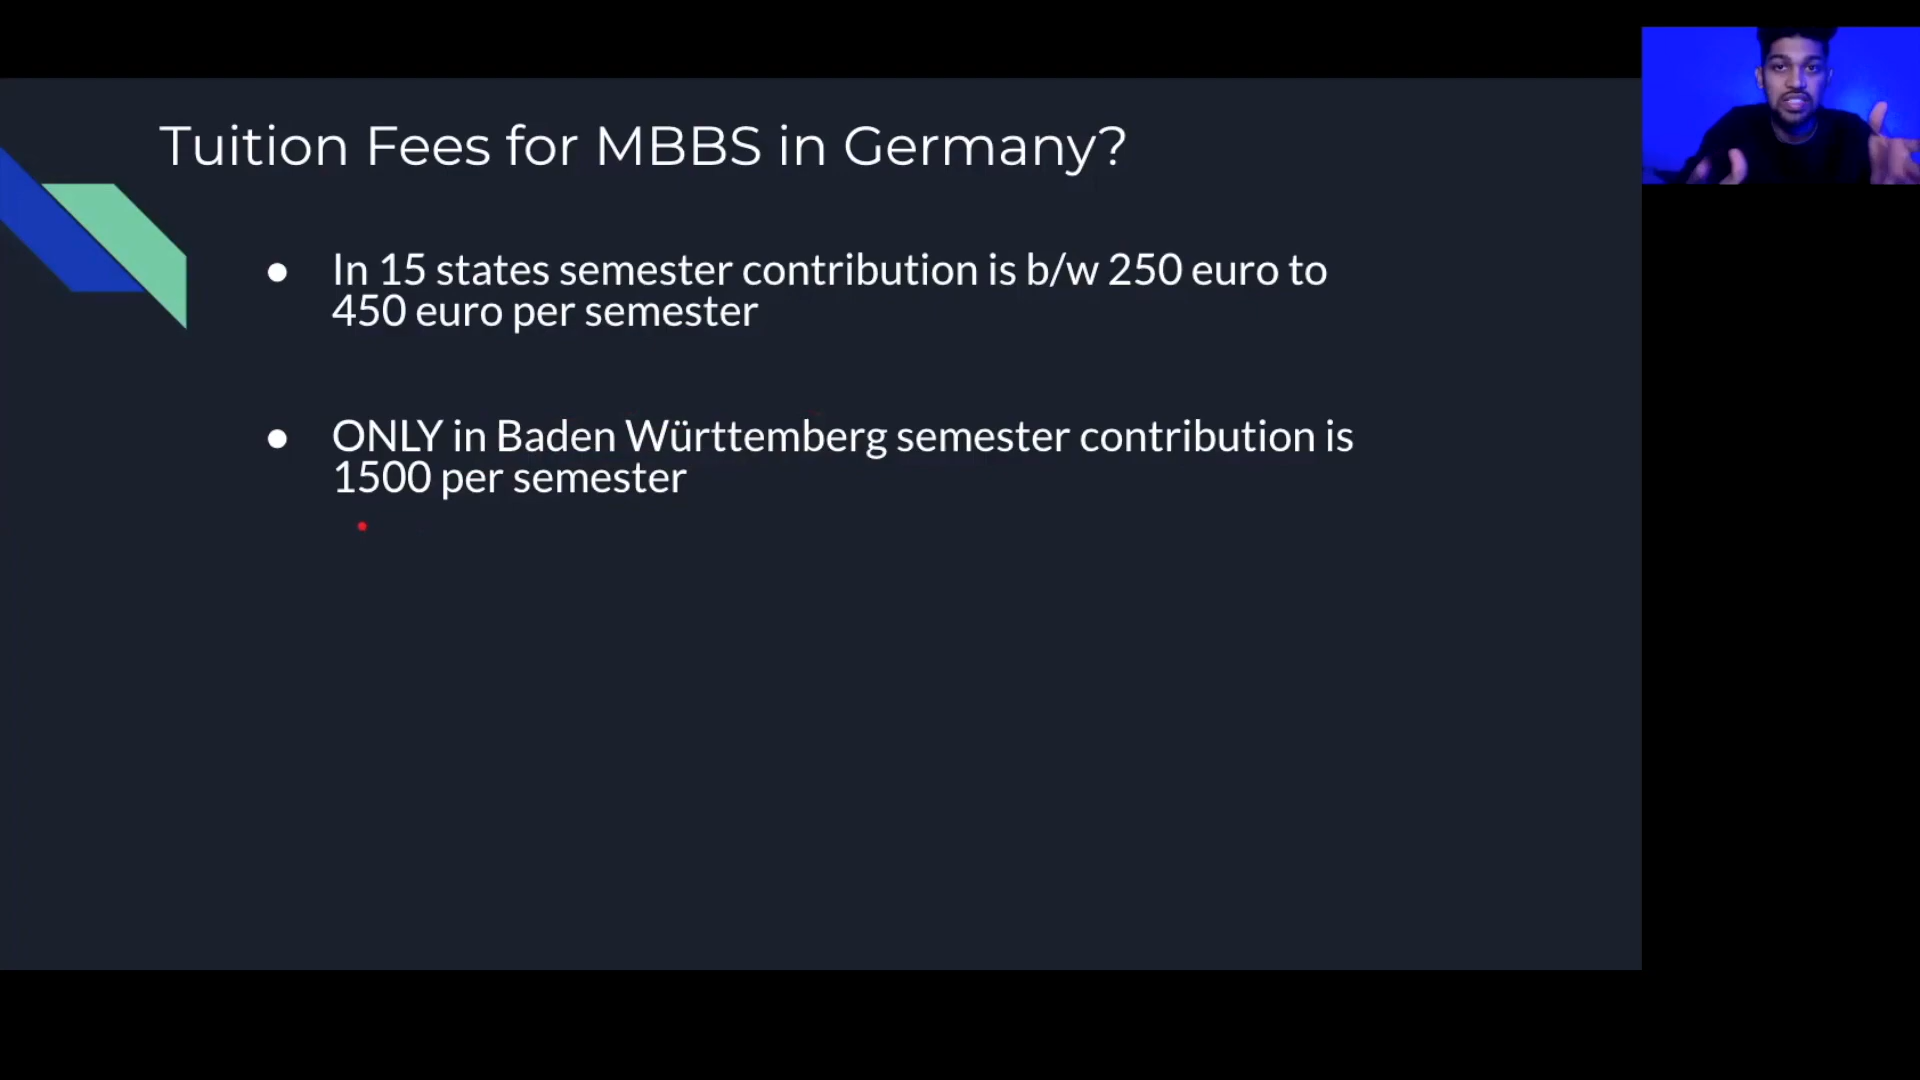 Tuition Fees for MBBS in Germany?
● In 15 states semester contribution is b/w 250 euro to
450 euro per semester
● ONLY in Baden Württemberg semester contribution is
1500 per semester